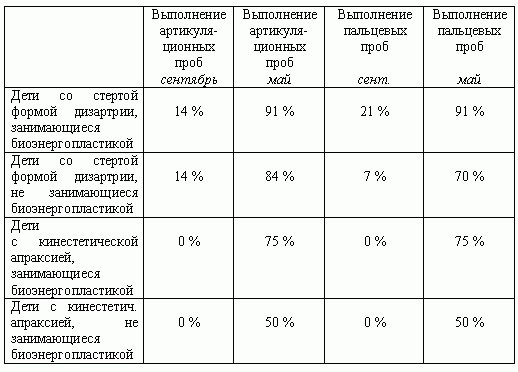 Выполнение
артикуля-
ционных
проб
сентябрь
Выполнение
артикуля-
ционных
проб
май
Выполнение
пальцевых
проб
сент.
Выполнение
пальцевых
проб
май
Дети со стертой
формой дизартрии,
занимающиеся
биоэнергопластикой
14 %
91 %
21 %
91 %
Дети со стертой
формой дизартрии,
не занимающиеся
биоэнергопластикой
14 %
84 %
7 %
70 %
Дети
с кинестетической
апраксией,
занимающиеся
биоэнергопластикой
0 %
75 %
0 %
75 %
Дети с кинестетич.
апраксией, не
занимающиеся
биоэнергопластикой
0 %
50 %
0 %
50 %